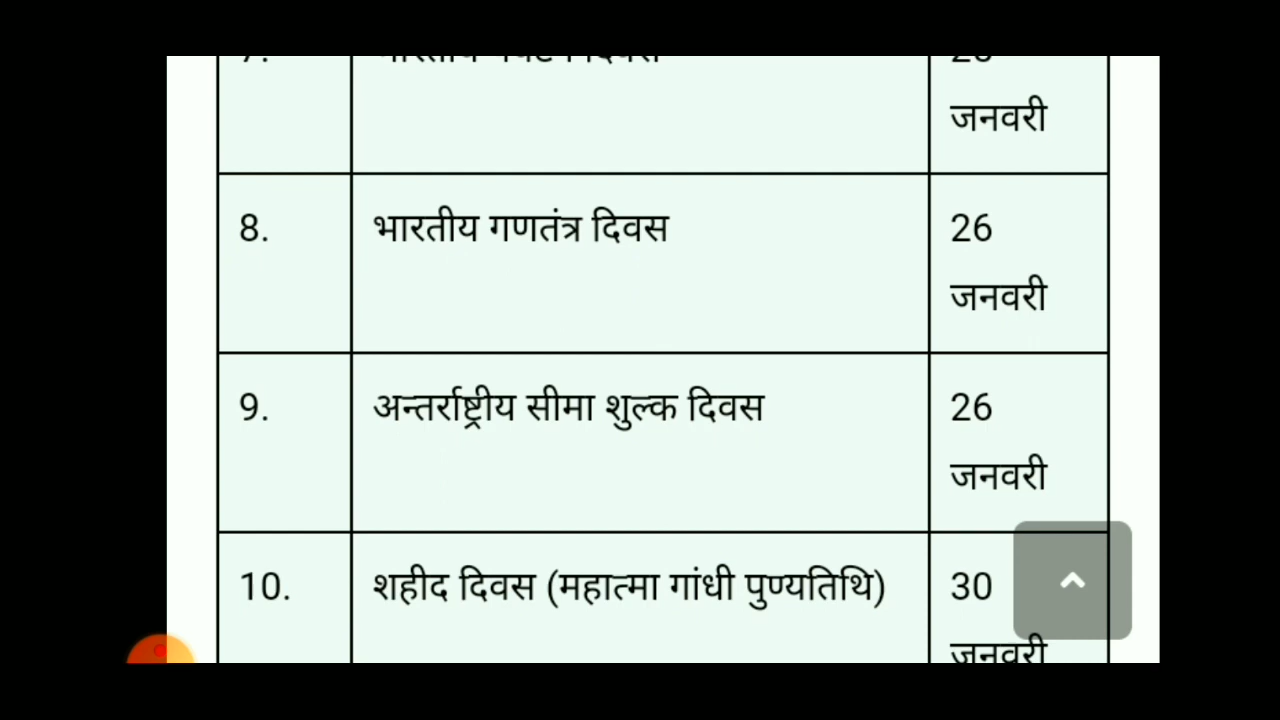 जनवरी
8. भारतीय गणतंत्र दिवस 26
जनवरी
9. अन्तर्राष्ट्रीय सीमा शुल्क दिवस 26
जनवरी
10. शहीद दिवस (महात्मा गांधी पुण्यतिथि) 30
जनवरी